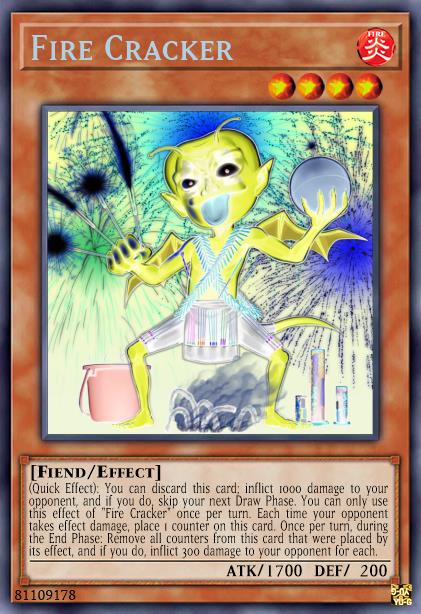 Fire Cracker
FIRE
炎
[Fiend/Effect]
(Quick Effect): You can discard this card; inflict 1000 damage to your
opponent, and if you do, skip your next Draw Phase. You can only use
this effect of "Fire Cracker" once per turn. Each time your opponent
takes effect damage, place 1 counter on this card. Once per turn, during
the End Phase: Remove all counters from this card that were placed by
its effect, and if you do, inflict 300 damage to your opponent for each.
ATK/1700 DEF/ 200
81109178